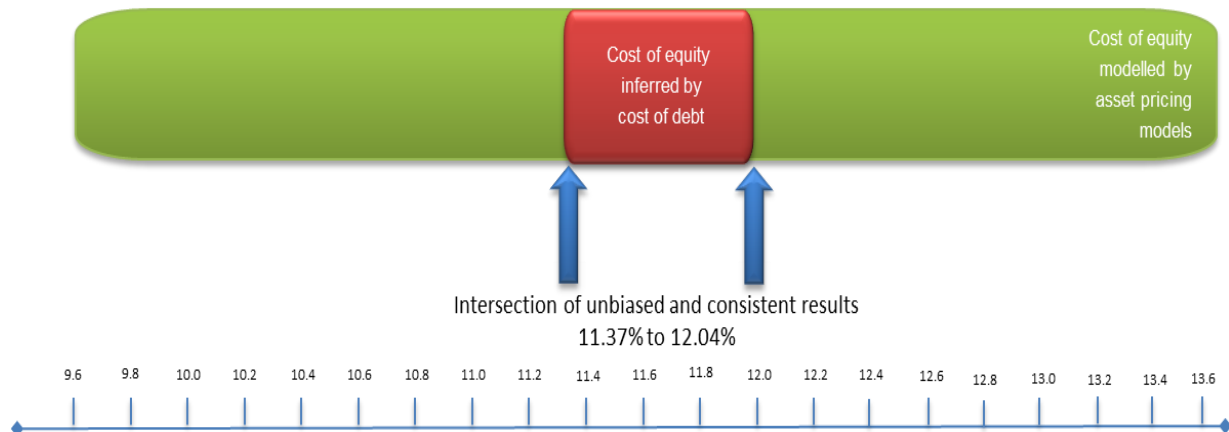 Cost of equity
inferred by
cost of debt
Cost of equity
modelled by
asset pricing
models
Intersection of unbiased and consistent results
11.37% to 12.04%
9.6 9.8 10.0 10.2 10.4 10.6 10.8 11.0 11.2 11.4 11.6 11.8 12.0 12.2 12.4 12.6 12.8 13.0 13.2 13.4 13.6